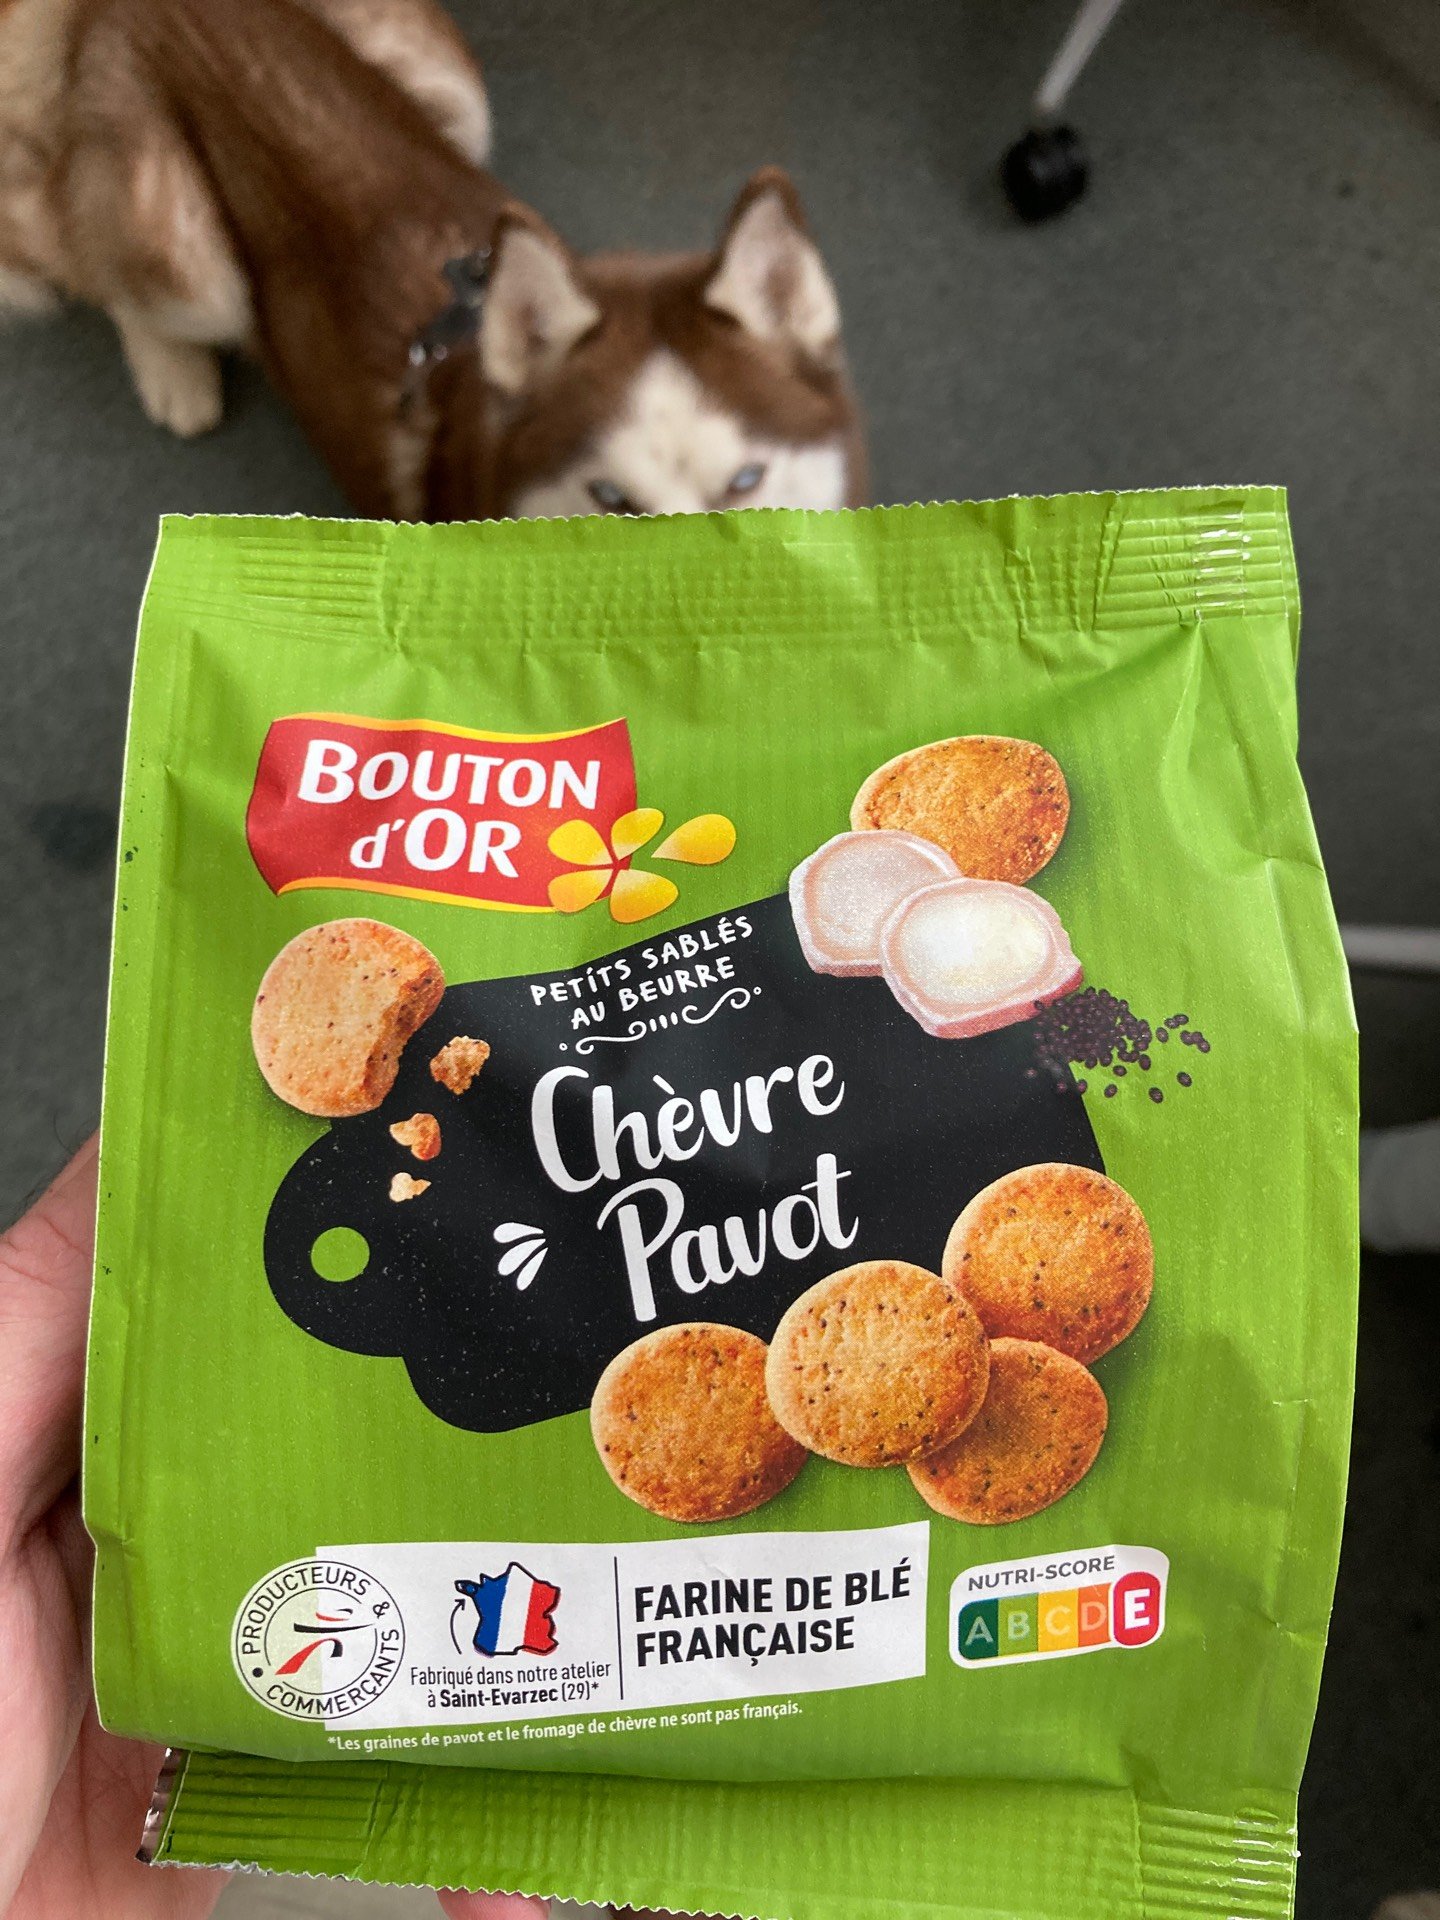 BOUTON
d'OR
PETITS SABLÉS
AU BEURRE
Chèvre
Pavot
PRODUCTEURS & COMMERÇANTS
Fabriqué dans notre atelier
à Saint-Evarzec (29)*
FARINE DE BLÉ
FRANÇAISE
NUTRI-SCORE
A B C D E
*Les graines de pavot et le fromage de chèvre ne sont pas français.